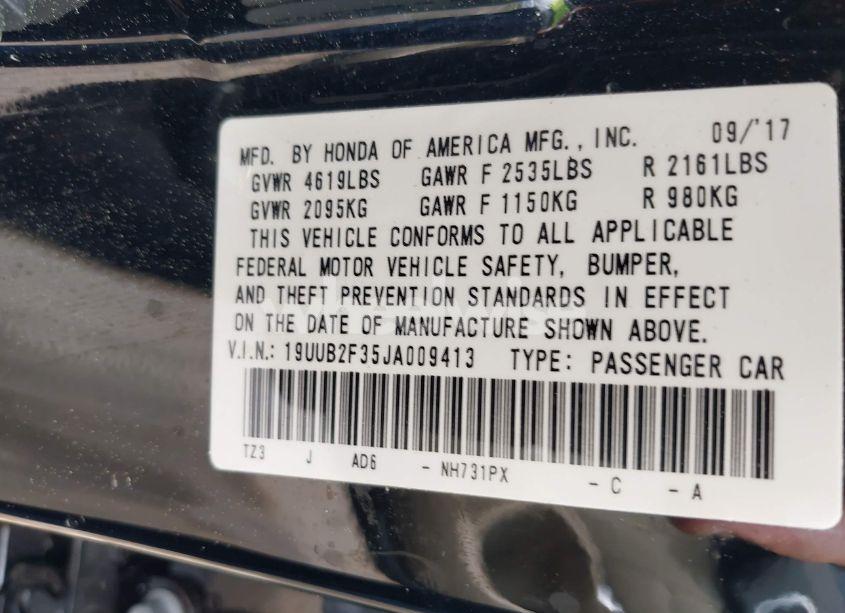 MFD. BY HONDA OF AMERICA MFG., INC. 09/'17
GVWR 4619LBS GAWR F 2535LBS R 2161LBS
GVWR 2095KG GAWR F 1150KG R 980KG
THIS VEHICLE CONFORMS TO ALL APPLICABLE
FEDERAL MOTOR VEHICLE SAFETY, BUMPER,
AND THEFT PREVENTION STANDARDS IN EFFECT
ON THE DATE OF MANUFACTURE SHOWN ABOVE.
V.I.N.: 19UUB2F35JA009413 TYPE: PASSENGER CAR
TZ3 J AD6 - NH731PX - C - A